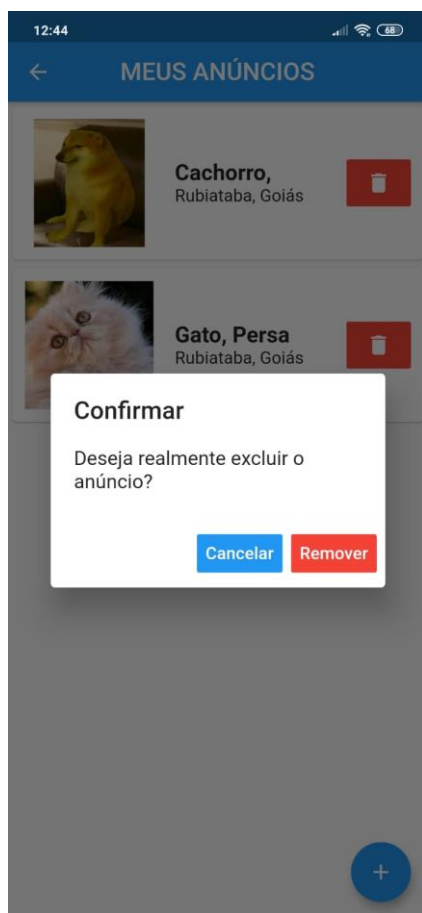 12:44
68
MEUS ANÚNCIOS
Cachorro,
Rubiataba, Goiás
Gato, Persa
Rubiataba, Goiás
Confirmar
Deseja realmente excluir o
anúncio?
Cancelar Remover